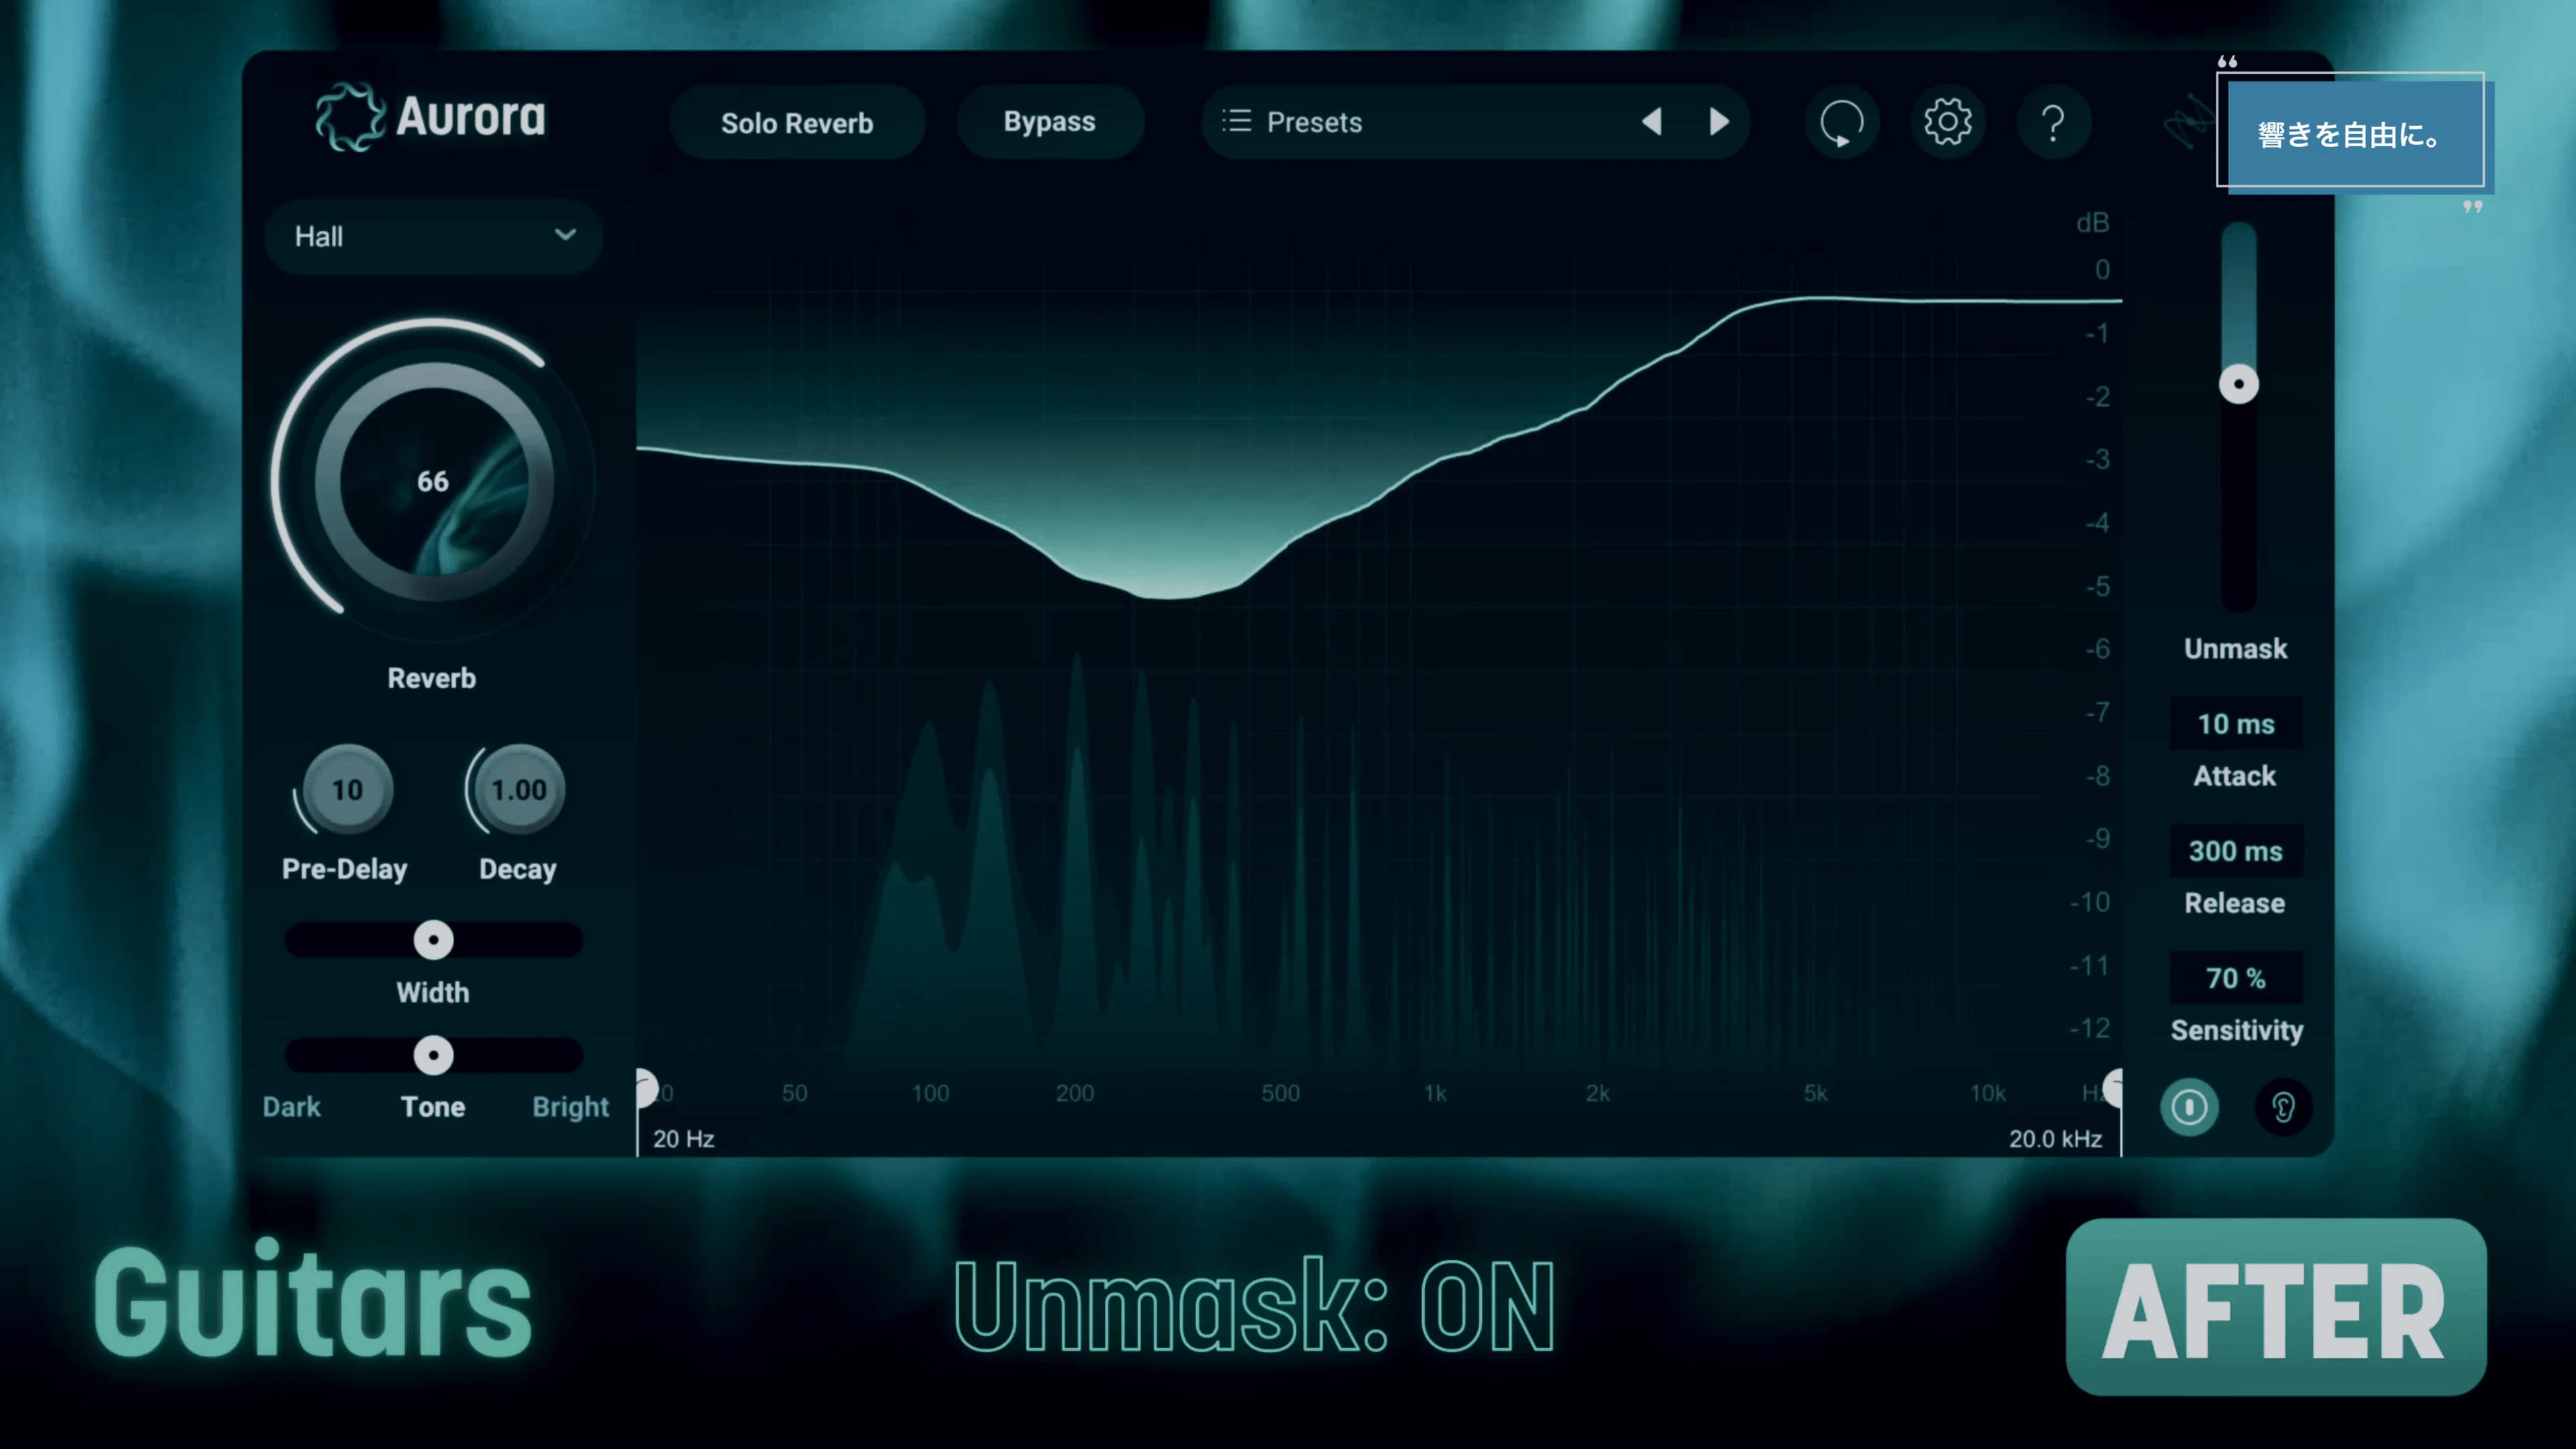 Aurora
Solo Reverb
Bypass
Presets
?
“
響きを自由に。
”
Hall
66
Reverb
10
1.00
Pre-Delay
Decay
Width
Dark
Tone
Bright
dB
0
-1
-2
-3
-4
-5
-6
-7
-8
-9
-10
-11
-12
50
100
200
500
1k
2k
5k
10k
20 Hz
20.0 kHz
Unmask
10 ms
Attack
300 ms
Release
70 %
Sensitivity
Guitars
Unmask: ON
AFTER